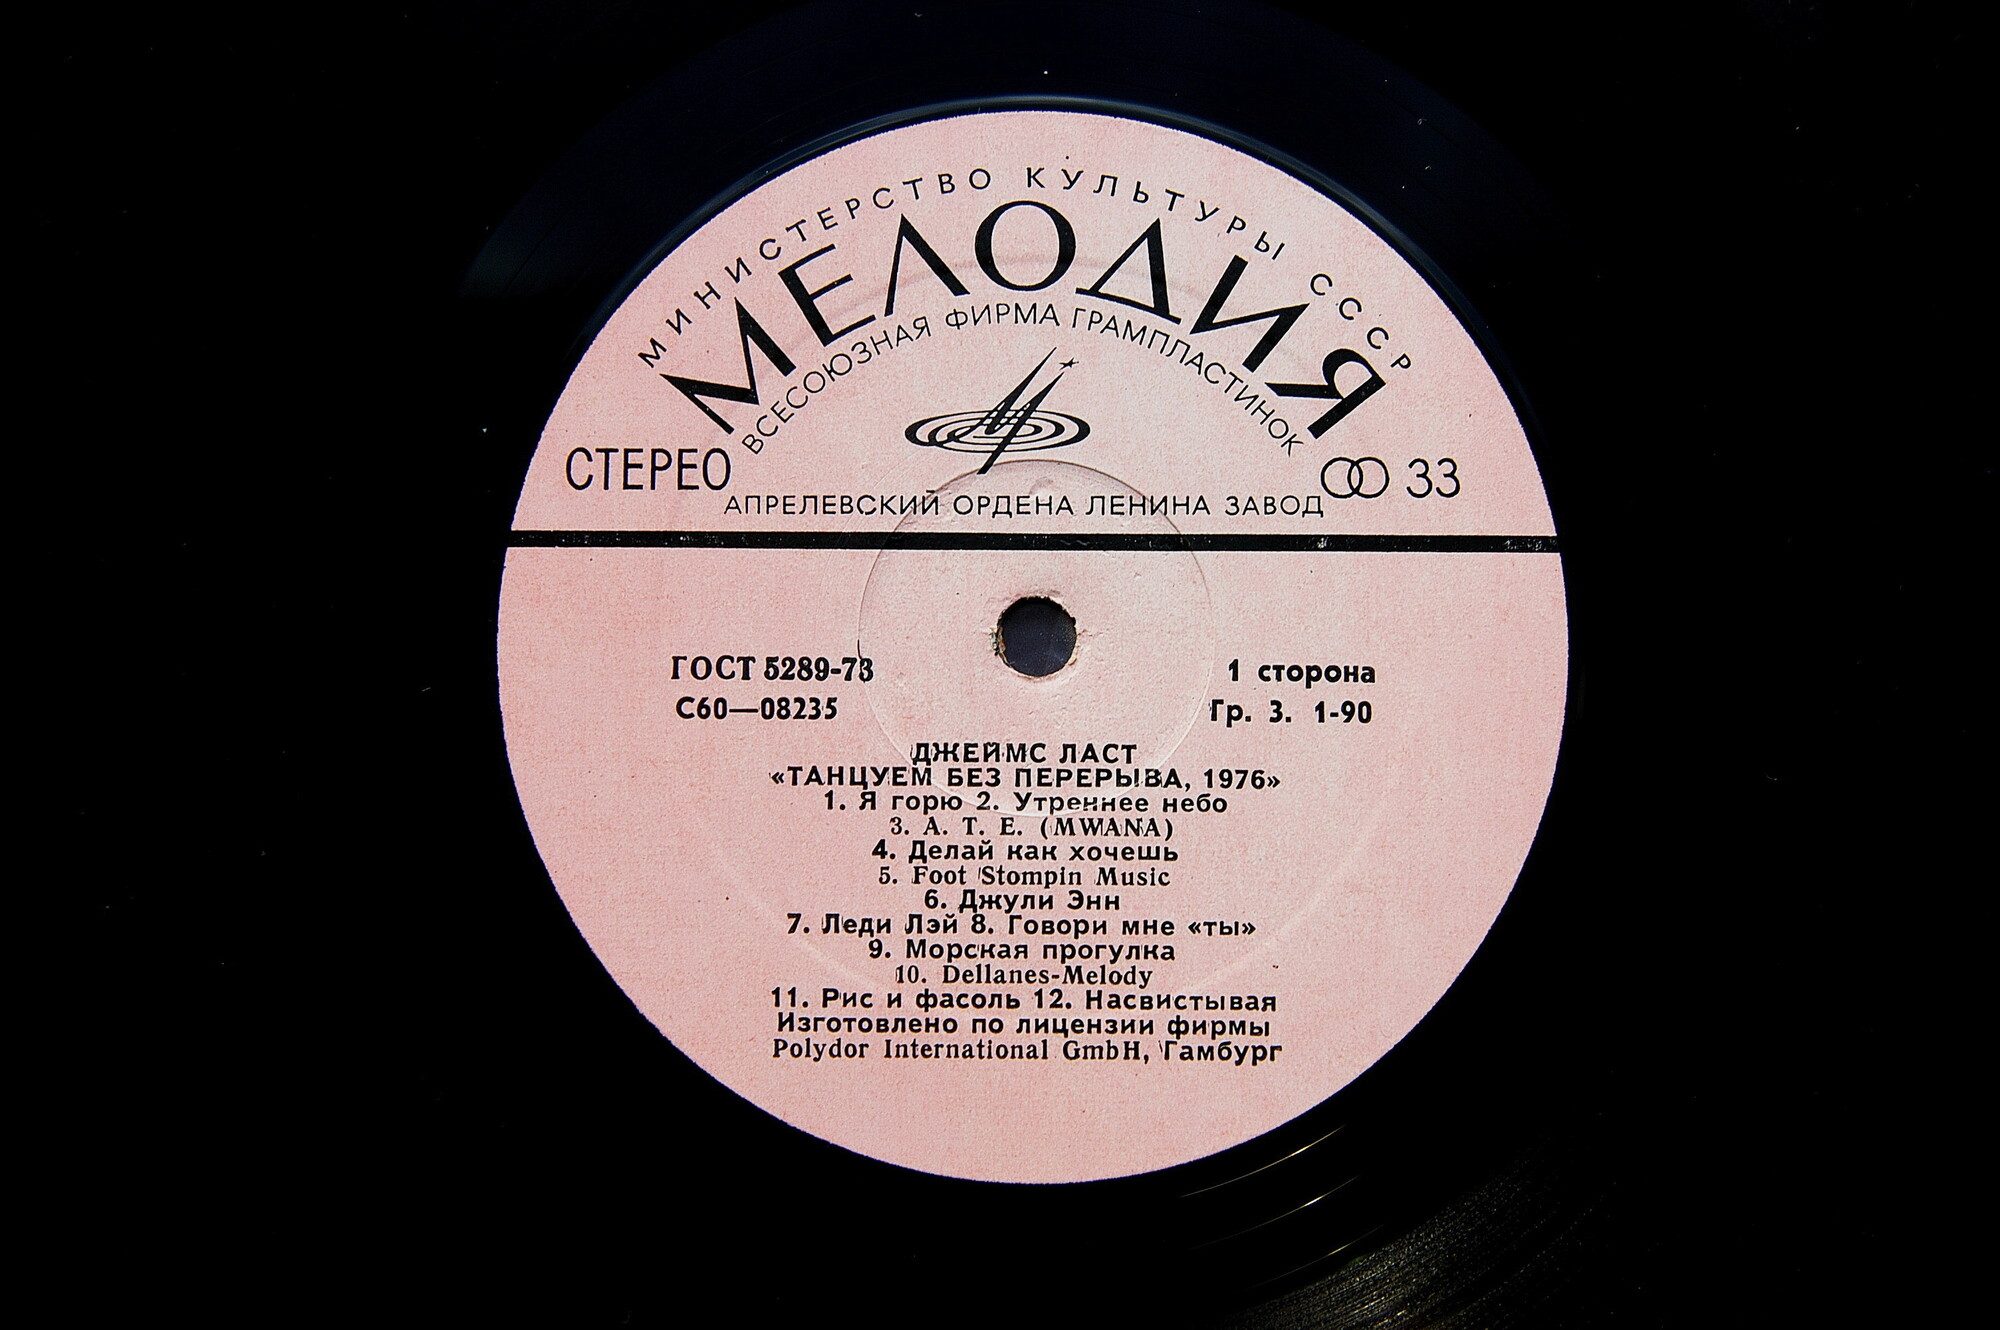 МИНИСТЕРСТВО КУЛЬТУРЫ СССР
МЕЛОДИЯ
ВСЕСОЮЗНАЯ ФИРМА ГРАМПЛАСТИНОК
СТЕРЕО
33
АПРЕЛЕВСКИЙ ОРДЕНА ЛЕНИНА ЗАВОД
ГОСТ 5289-73
1 сторона
С60—08235
Гр. 3. 1-90
ДЖЕЙМС ЛАСТ
«ТАНЦУЕМ БЕЗ ПЕРЕРЫВА, 1976»
1. Я горю 2. Утреннее небо
3. A. T. E. (MWANA)
4. Делай как хочешь
5. Foot Stompin Music
6. Джули Энн
7. Леди Лэй 8. Говори мне «ты»
9. Морская прогулка
10. Dellanes-Melody
11. Рис и фасоль 12. Насвистывая
Изготовлено по лицензии фирмы
Polydor International GmbH, Гамбург